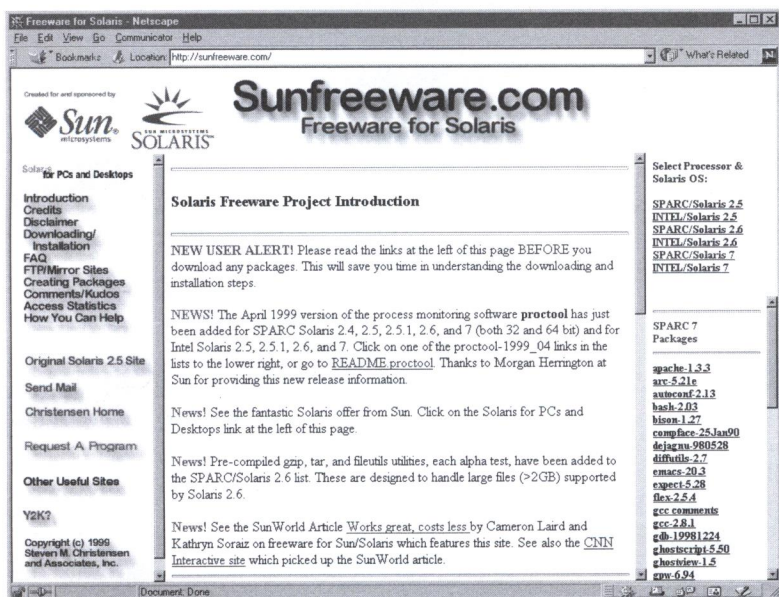 Freeware for Solaris - Netscape
File Edit View Go Communicator Help
Bookmarks Location: http://sunfreeware.com/ What's Related N
Created for and sponsored by
Sun
microsystems
SUN MICROSYSTEMS
SOLARIS™
Sunfreeware.com
Freeware for Solaris
Solaris
for PCs and Desktops
Introduction
Credits
Disclaimer
Downloading/
Installation
FAQ
FTP/Mirror Sites
Creating Packages
Comments/Kudos
Access Statistics
How You Can Help
Original Solaris 2.5 Site
Send Mail
Christensen Home
Request A Program
Other Useful Sites
Y2K?
Copyright (c) 1999
Steven M. Christensen
and Associates, Inc.
Solaris Freeware Project Introduction
NEW USER ALERT! Please read the links at the left of this page BEFORE you
download any packages. This will save you time in understanding the downloading and
installation steps.
NEWS! The April 1999 version of the process monitoring software proctool has just
been added for SPARC Solaris 2.4, 2.5, 2.5.1, 2.6, and 7 (both 32 and 64 bit) and for
Intel Solaris 2.5, 2.5.1, 2.6, and 7. Click on one of the proctool-1999_04 links in the
lists to the lower right, or go to README.proctool. Thanks to Morgan Herrington at
Sun for providing this new release information.
News! See the fantastic Solaris offer from Sun. Click on the Solaris for PCs and
Desktops link at the left of this page.
News! Pre-compiled gzip, tar, and fileutils utilities, each alpha test, have been added to
the SPARC/Solaris 2.6 list. These are designed to handle large files (>2GB) supported
by Solaris 2.6.
News! See the SunWorld Article Works great, costs less by Cameron Laird and
Kathryn Soraiz on freeware for Sun/Solaris which features this site. See also the CNN
Interactive site which picked up the SunWorld article.
Select Processor &
Solaris OS:
SPARC/Solaris 2.5
INTEL/Solaris 2.5
SPARC/Solaris 2.6
INTEL/Solaris 2.6
SPARC/Solaris 7
INTEL/Solaris 7
SPARC 7
Packages
apache-1.3.3
arc-5.21e
autoconf-2.13
bash-2.03
bison-1.27
compface-25Jan90
dejagnu-980528
diffutils-2.7
emacs-20.3
expect-5.28
flex-2.5.4
gcc comments
gcc-2.8.1
gdb-19981224
ghostscript-5.50
ghostview-1.5
gpw-6.94
Document: Done